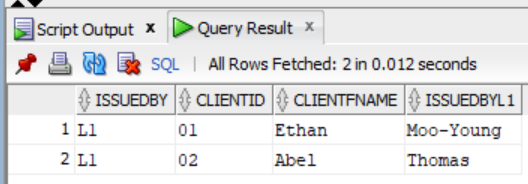 Script Output x Query Result x
SQL | All Rows Fetched: 2 in 0.012 seconds
ISSUEDBY CLIENTID CLIENTFNAME ISSUEDBYL1
1 L1 01 Ethan Moo-Young
2 L1 02 Abel Thomas